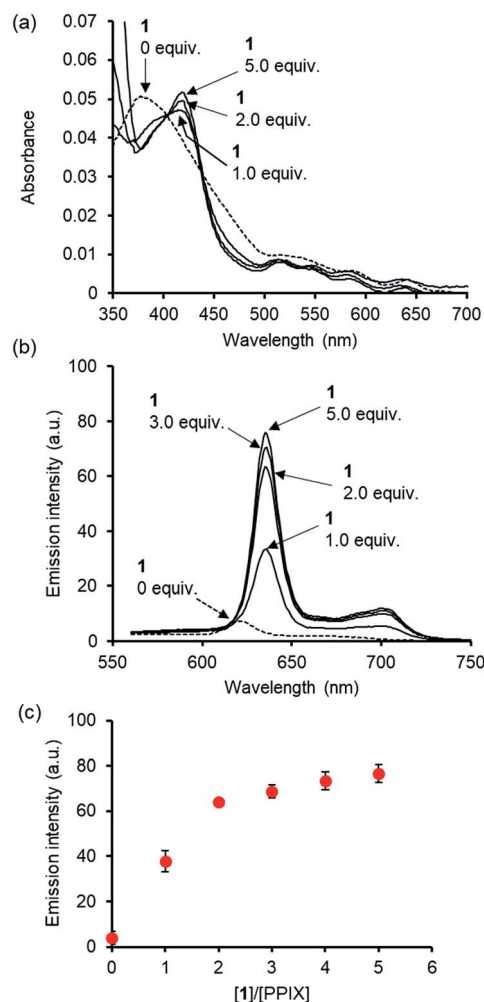 (a)
0.07
0.06
0.05
0.04
0.03
0.02
0.01
0
Absorbance
1
0 equiv.
1
5.0 equiv.
1
2.0 equiv.
1
1.0 equiv.
350 400 450 500 550 600 650 700
Wavelength (nm)
(b)
100
80
60
40
20
0
Emission intensity (a.u.)
1
3.0 equiv.
1
5.0 equiv.
1
2.0 equiv.
1
1.0 equiv.
1
0 equiv.
550 600 650 700 750
Wavelength (nm)
(c)
100
80
60
40
20
0
Emission intensity (a.u.)
0 1 2 3 4 5 6
[1]/[PPIX]